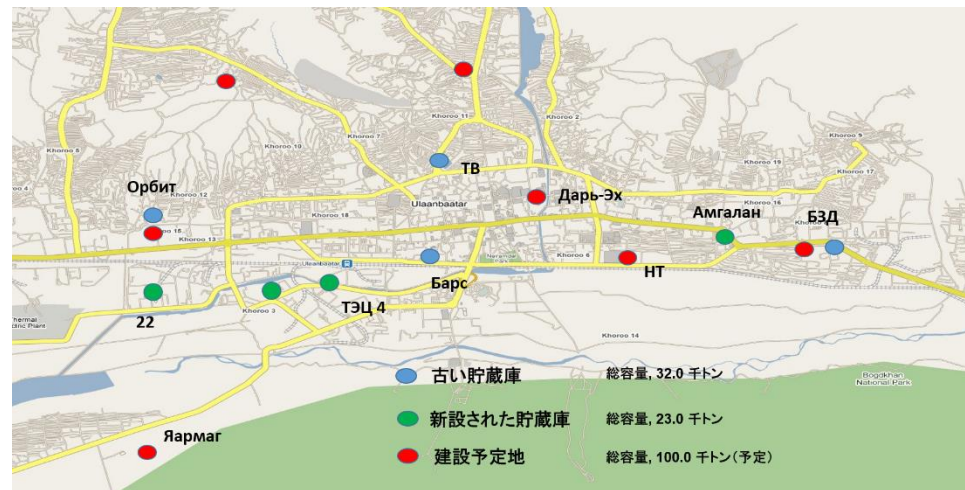 Khoroo 11
Khoroo 2
Khoroo 7
Khoroo 9
Khoroo 8
Khoroo 10
Khoroo 19
Khoroo 17
ТВ
Khoroo 4
Орбит
Khoroo 12
Ulaanbaatar
Дарь-Эх
Khoroo 16
Амгалан
БЗД
Khoroo 15
Khoroo 18
Khoroo 13
Ulaanbaatar
Khoroo 6
НТ
Барс
22
Khoroo 3
ТЭЦ 4
Khoroo 14
古い貯蔵庫
総容量, 32.0 千トン
Bogdkhan
National Park
新設された貯蔵庫
総容量, 23.0 千トン
Яармаг
建設予定地
総容量, 100.0 千トン(予定)